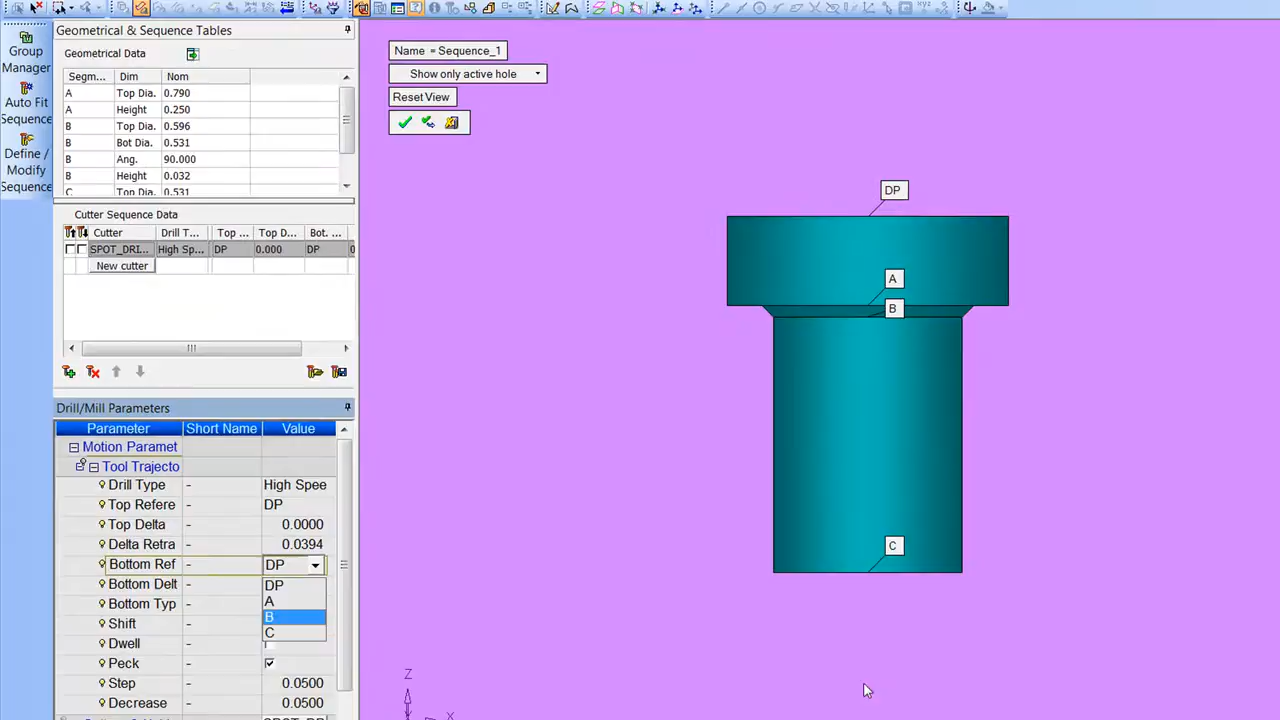 Group
Manager
Auto Fit
Sequence
Define /
Modify
Sequence
Geometrical & Sequence Tables
Geometrical Data
Segm... Dim Nom
A Top Dia. 0.790
A Height 0.250
B Top Dia. 0.596
B Bot Dia. 0.531
B Ang. 90.000
B Height 0.032
C Top Dia. 0.531
Cutter Sequence Data
Cutter Drill T... Top ... Top D... Bot. ...
SPOT_DRI... High Sp... DP 0.000 DP 0
New cutter
Drill/Mill Parameters
Parameter Short Name Value
Motion Paramet
Tool Trajecto
Drill Type - High Spee
Top Refere - DP
Top Delta - 0.0000
Delta Retra - 0.0394
Bottom Ref - DP
Bottom Delt - DP
A
Bottom Typ -
Shift - B
C
Dwell -
Peck -
Step - 0.0500
Decrease - 0.0500
Name = Sequence_1
Show only active hole
Reset View
DP
A
B
C
Z
X